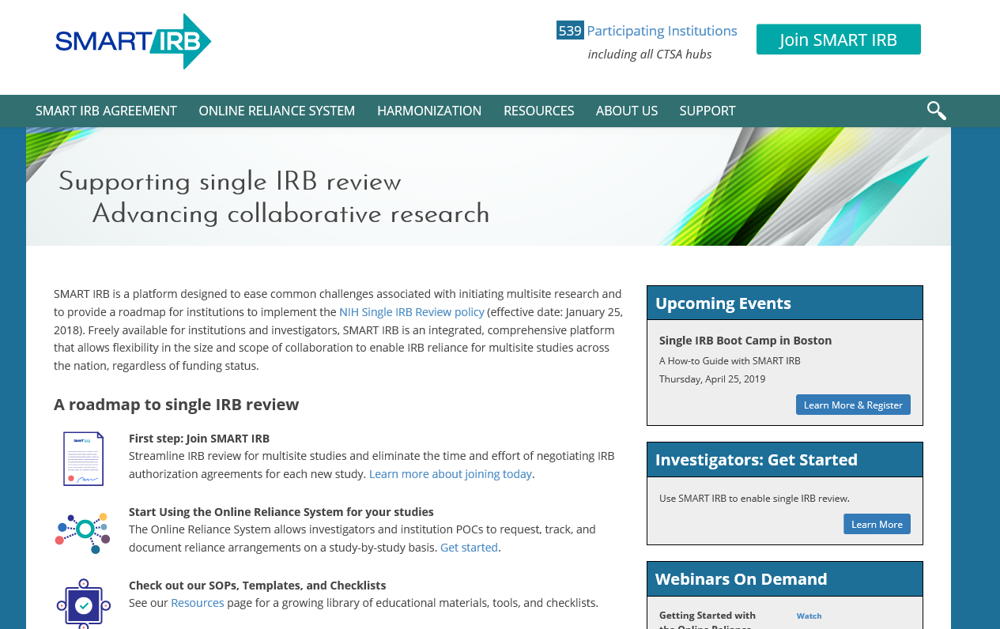 SMART IRB
539 Participating Institutions
including all CTSA hubs
Join SMART IRB
SMART IRB AGREEMENT ONLINE RELIANCE SYSTEM HARMONIZATION RESOURCES ABOUT US SUPPORT
Supporting single IRB review
Advancing collaborative research
SMART IRB is a platform designed to ease common challenges associated with initiating multisite research and
to provide a roadmap for institutions to implement the NIH Single IRB Review policy (effective date: January 25,
2018). Freely available for institutions and investigators, SMART IRB is an integrated, comprehensive platform
that allows flexibility in the size and scope of collaboration to enable IRB reliance for multisite studies across
the nation, regardless of funding status.
A roadmap to single IRB review
SMART IRB
First step: Join SMART IRB
Streamline IRB review for multisite studies and eliminate the time and effort of negotiating IRB
authorization agreements for each new study. Learn more about joining today.
Start Using the Online Reliance System for your studies
The Online Reliance System allows investigators and institution POCs to request, track, and
document reliance arrangements on a study-by-study basis. Get started.
Check out our SOPs, Templates, and Checklists
See our Resources page for a growing library of educational materials, tools, and checklists.
Upcoming Events
Single IRB Boot Camp in Boston
A How-to Guide with SMART IRB
Thursday, April 25, 2019
Learn More & Register
Investigators: Get Started
Use SMART IRB to enable single IRB review.
Learn More
Webinars On Demand
Getting Started with Watch
the Online Reliance